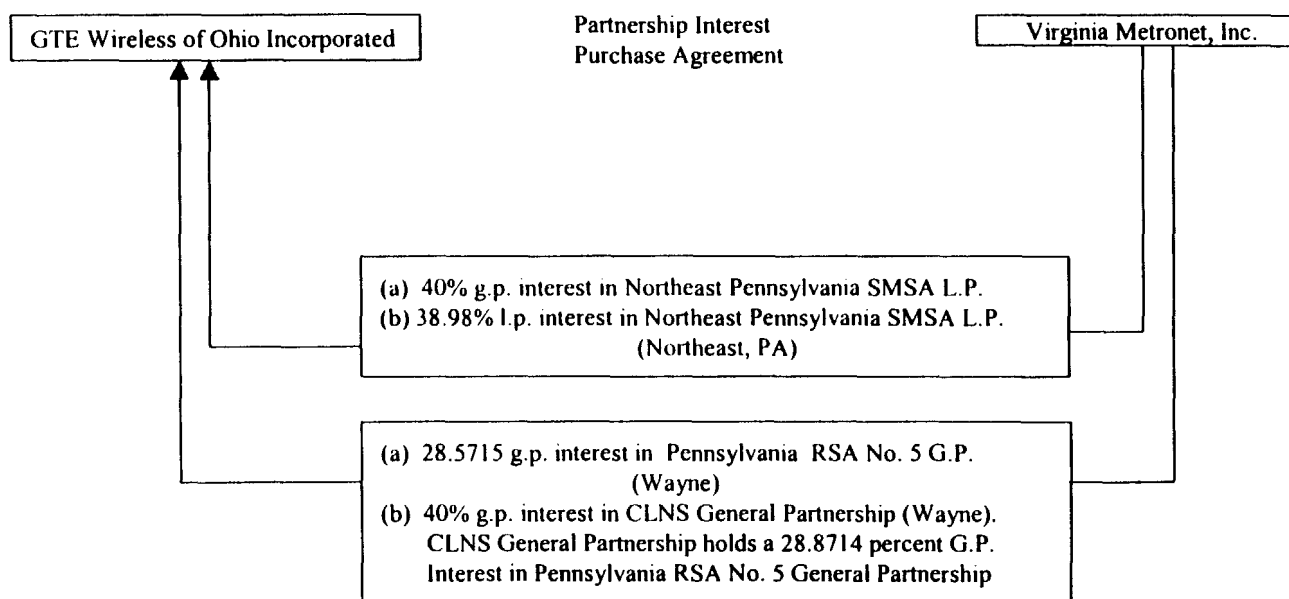 GTE Wireless of Ohio Incorporated
Partnership Interest
Purchase Agreement
Virginia Metronet, Inc.
(a) 40% g.p. interest in Northeast Pennsylvania SMSA L.P.
(b) 38.98% l.p. interest in Northeast Pennsylvania SMSA L.P.
(Northeast, PA)
(a) 28.5715 g.p. interest in Pennsylvania RSA No. 5 G.P.
(Wayne)
(b) 40% g.p. interest in CLNS General Partnership (Wayne).
CLNS General Partnership holds a 28.8714 percent G.P.
Interest in Pennsylvania RSA No. 5 General Partnership